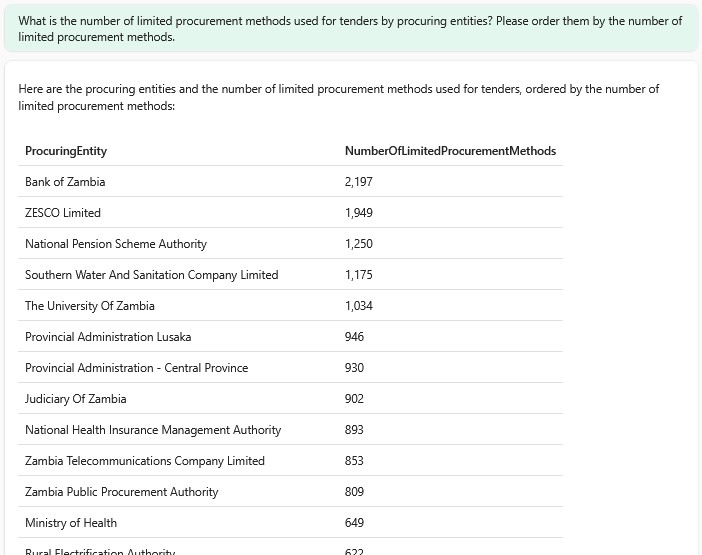 What is the number of limited procurement methods used for tenders by procuring entities? Please order them by the number of
limited procurement methods.
Here are the procuring entities and the number of limited procurement methods used for tenders, ordered by the number of
limited procurement methods:
ProcuringEntity NumberOfLimitedProcurementMethods
Bank of Zambia 2,197
ZESCO Limited 1,949
National Pension Scheme Authority 1,250
Southern Water And Sanitation Company Limited 1,175
The University Of Zambia 1,034
Provincial Administration Lusaka 946
Provincial Administration - Central Province 930
Judiciary Of Zambia 902
National Health Insurance Management Authority 893
Zambia Telecommunications Company Limited 853
Zambia Public Procurement Authority 809
Ministry of Health 649
Rural Electrification Authority 622